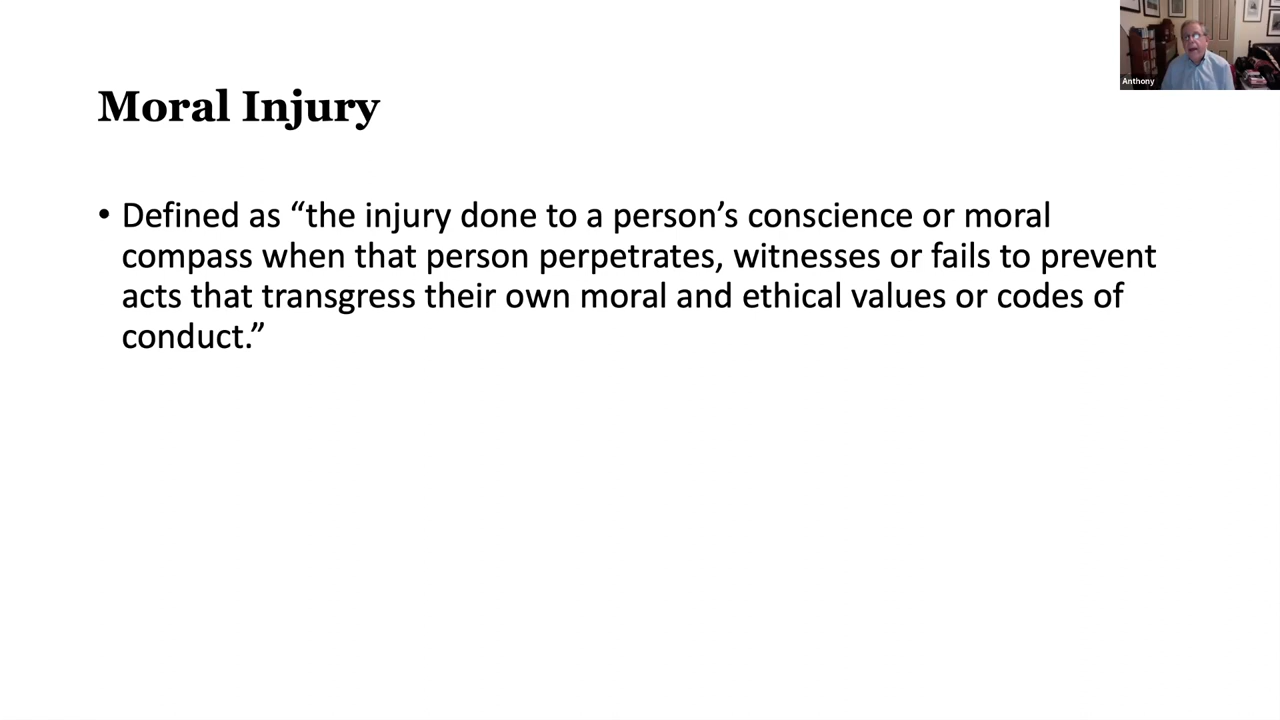 Anthony
Moral Injury
• Defined as “the injury done to a person’s conscience or moral
compass when that person perpetrates, witnesses or fails to prevent
acts that transgress their own moral and ethical values or codes of
conduct.”